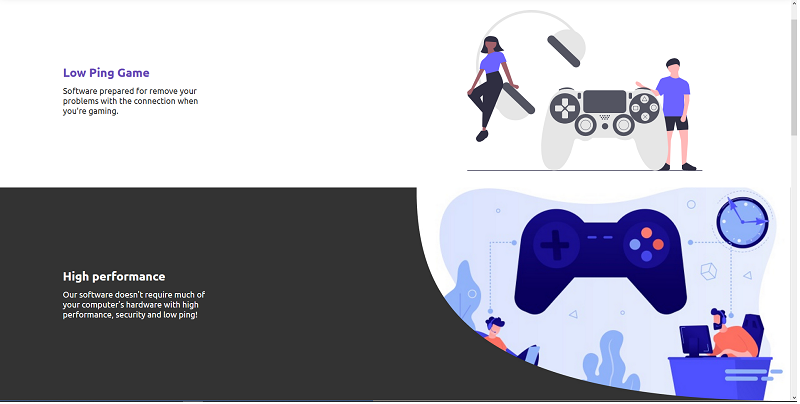 Low Ping Game
Software prepared for remove your
problems with the connection when
you're gaming.
High performance
Our software doesn't require much of
your computer's hardware with high
performance, security and low ping!